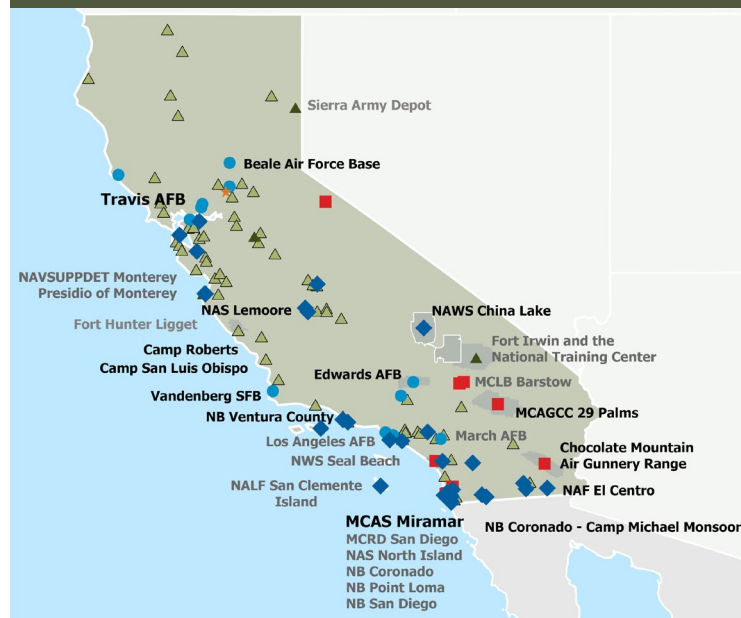 Sierra Army Depot
Beale Air Force Base
Travis AFB
NAVSUPPDET Monterey
Presidio of Monterey
NAS Lemoore
NAWS China Lake
Fort Hunter Ligget
Fort Irwin and the
National Training Center
Camp Roberts
Camp San Luis Obispo
Edwards AFB
MCLB Barstow
Vandenberg SFB
MCAGCC 29 Palms
NB Ventura County
Los Angeles AFB
March AFB
Chocolate Mountain
Air Gunnery Range
NWS Seal Beach
NALF San Clemente
Island
NAF El Centro
MCAS Miramar
NB Coronado - Camp Michael Monsoor
MCRD San Diego
NAS North Island
NB Coronado
NB Point Loma
NB San Diego